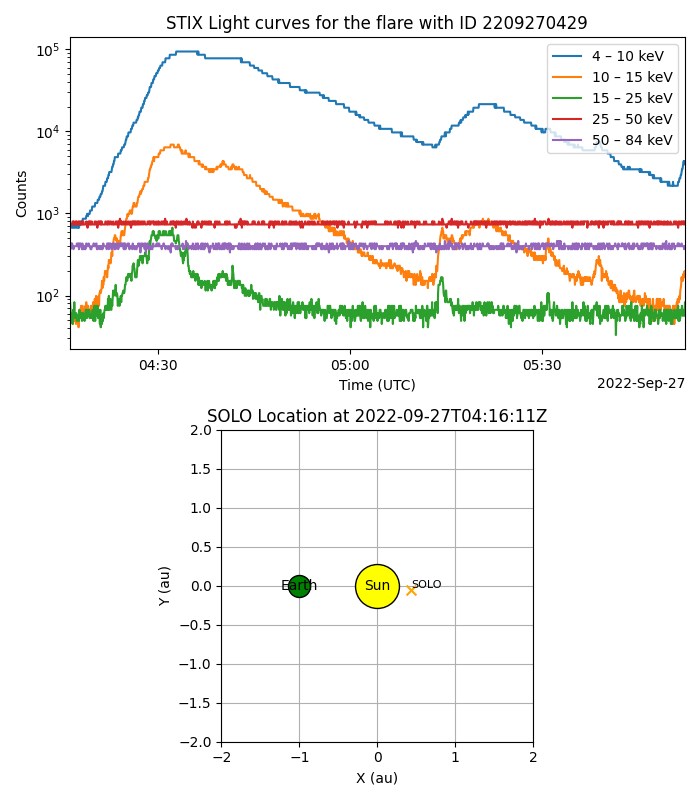 STIX Light curves for the flare with ID 2209270429
10⁵
10⁴
10³
10²
Counts
4 – 10 keV
10 – 15 keV
15 – 25 keV
25 – 50 keV
50 – 84 keV
04:30
05:00
05:30
Time (UTC)
2022-Sep-27
SOLO Location at 2022-09-27T04:16:11Z
2.0
1.5
1.0
0.5
0.0
−0.5
−1.0
−1.5
−2.0
Y (au)
Earth
Sun
SOLO
−2
−1
0
1
2
X (au)